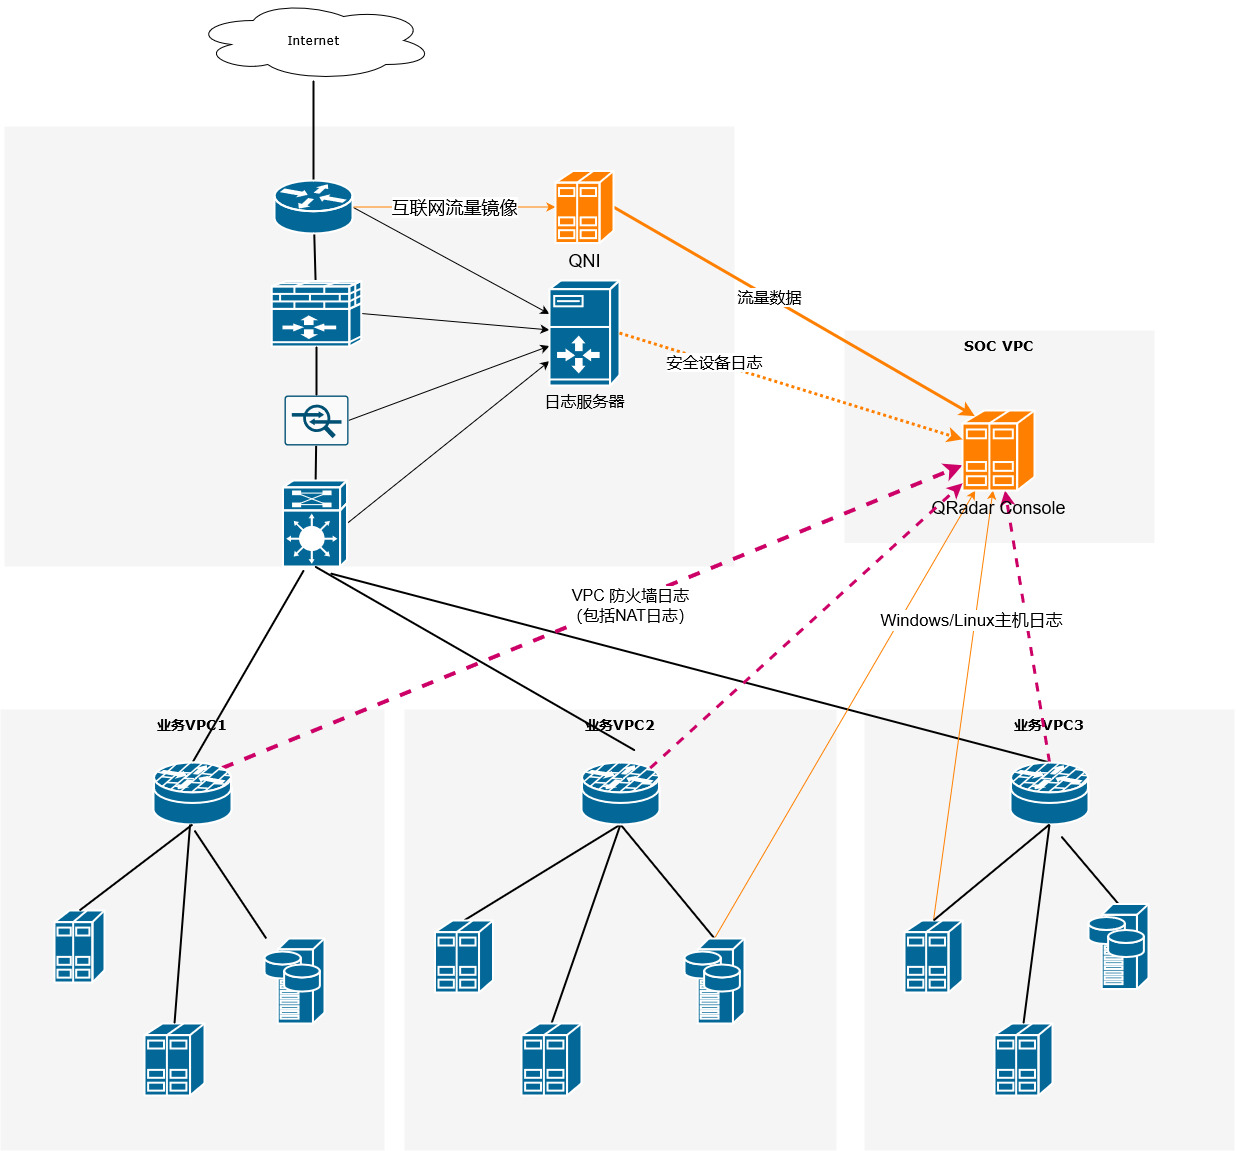 Internet
互联网流量镜像
QNI
流量数据
SOC VPC
安全设备日志
日志服务器
QRadar Console
VPC 防火墙日志
（包括NAT日志）
Windows/Linux主机日志
业务VPC1
业务VPC2
业务VPC3